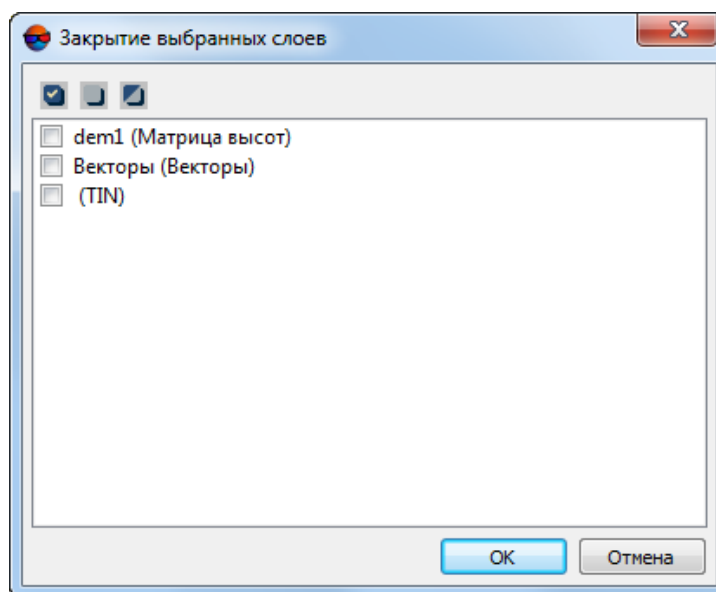 Закрытие выбранных слоев
dem1 (Матрица высот)
Векторы (Векторы)
(TIN)
OK
Отмена